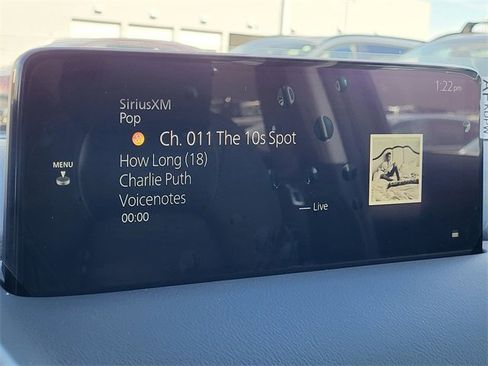 SiriusXM
Pop
1:22pm
Ch. 011 The 10s Spot
MENU
How Long (18)
Charlie Puth
Voicenotes
00:00
Live